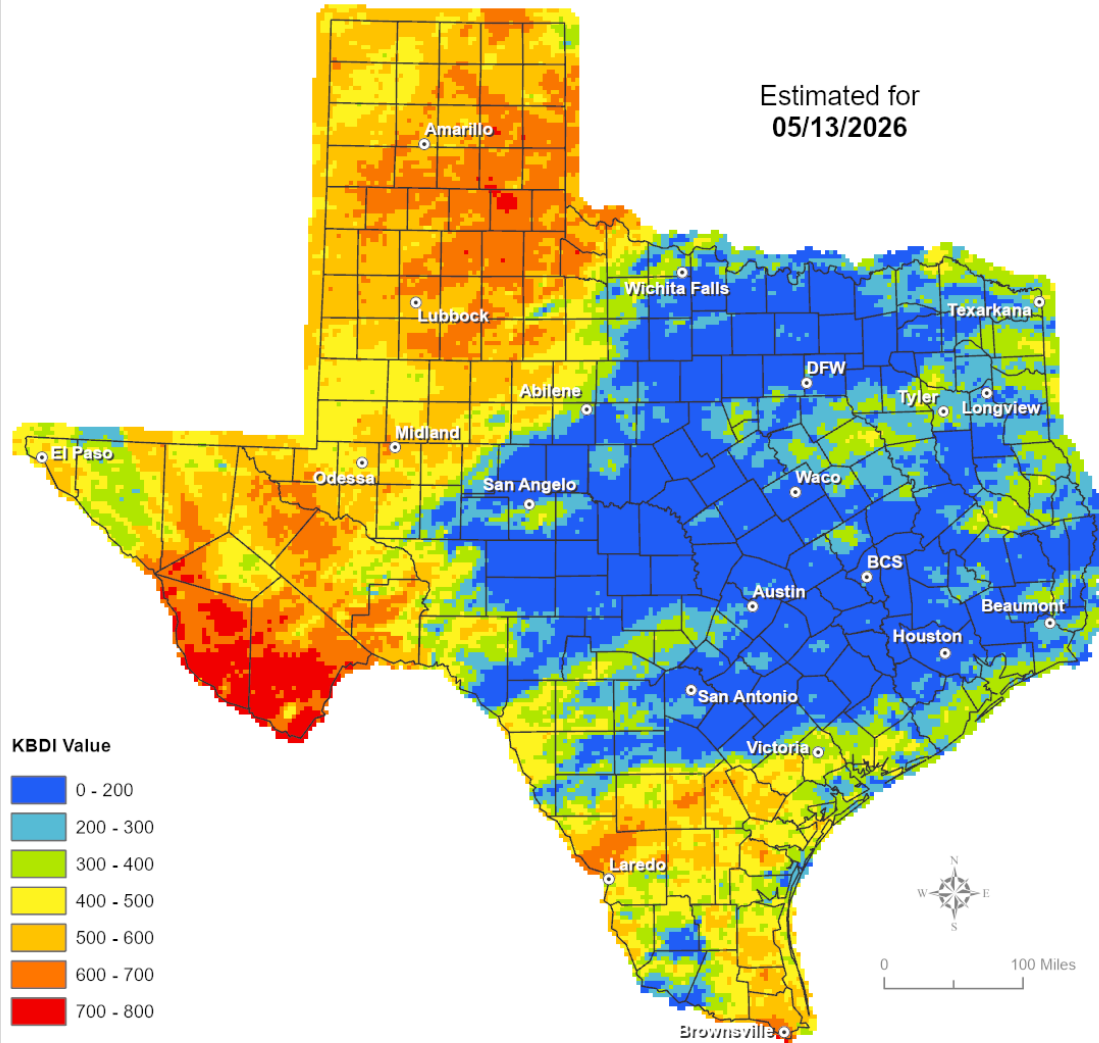 Estimated for
05/13/2026
Amarillo
Wichita Falls
Lubbock
Texarkana
DFW
Abilene
Tyler
Longview
Midland
El Paso
Odessa
San Angelo
Waco
BCS
Austin
Beaumont
Houston
San Antonio
Victoria
Laredo
Brownsville
KBDI Value
0 - 200
200 - 300
300 - 400
400 - 500
500 - 600
600 - 700
700 - 800
N
W E
S
0 100 Miles